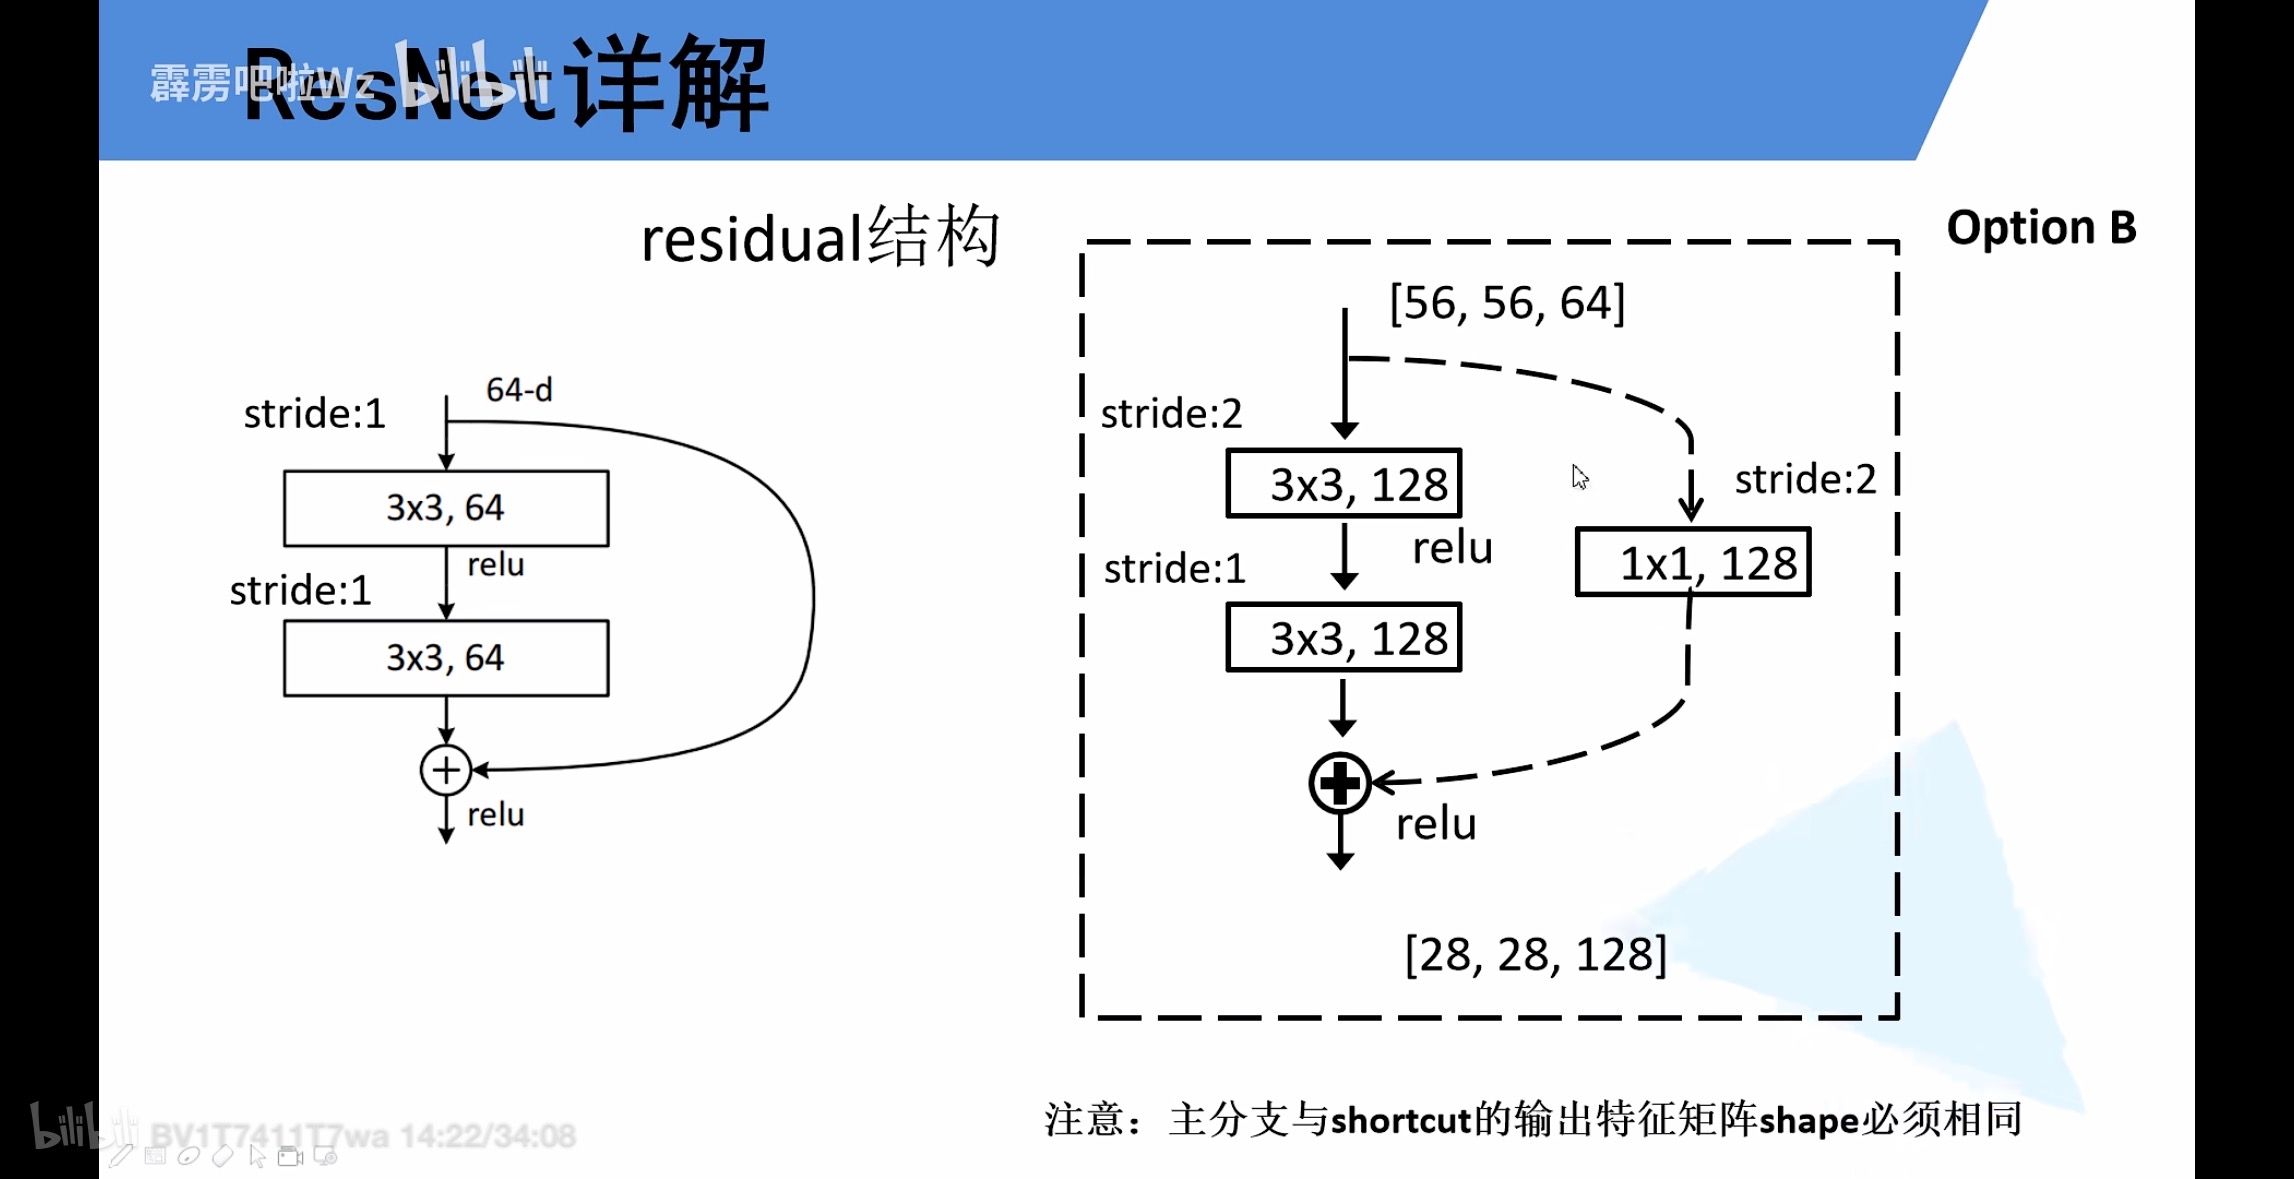 ResNet详解
霹雳吧啦Wz bilibili
residual结构
Option B
64-d
stride:1
3x3, 64
relu
stride:1
3x3, 64
relu
[56, 56, 64]
stride:2
3x3, 128
relu
stride:1
3x3, 128
stride:2
1x1, 128
relu
[28, 28, 128]
注意：主分支与shortcut的输出特征矩阵shape必须相同
bilibili BV1T7411T7wa 14:22/34:08